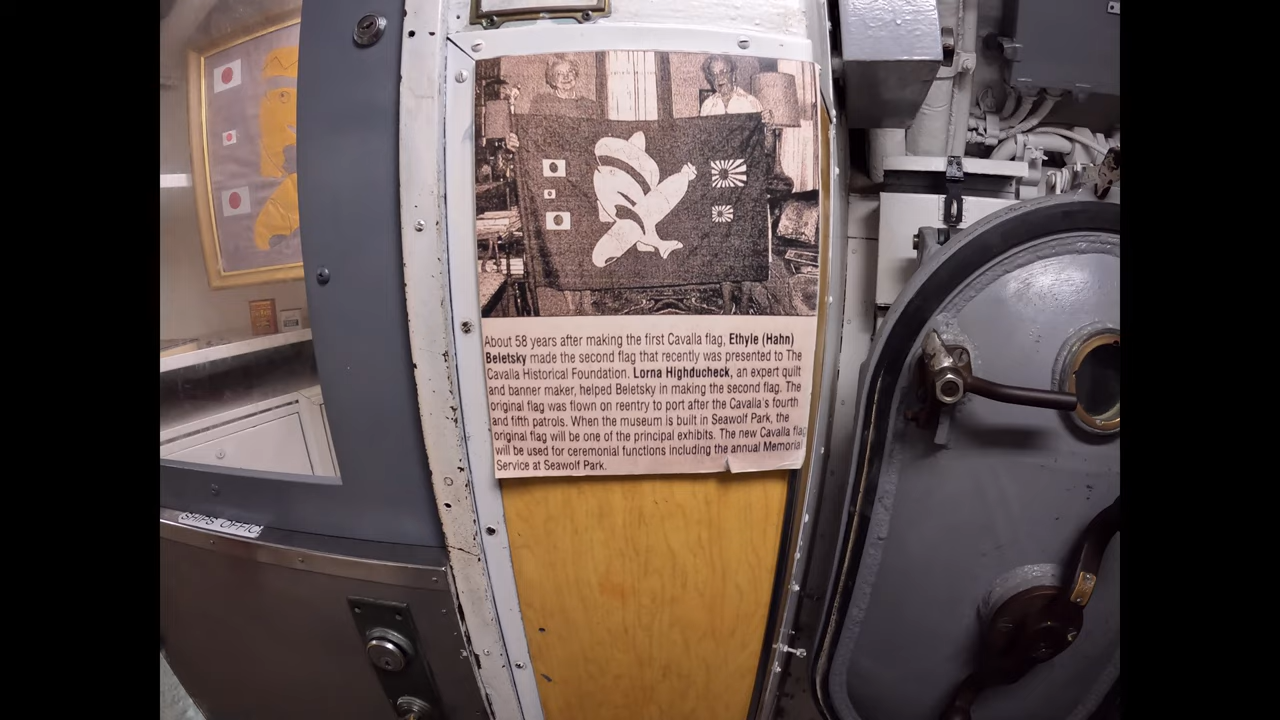 About 58 years after making the first Cavalla flag, Ethyle (Hahn)
Beletsky made the second flag that recently was presented to The
Cavalla Historical Foundation. Lorna Highducheck, an expert quilt
and banner maker, helped Beletsky in making the second flag. The
original flag was flown on reentry to port after the Cavalla's fourth
and fifth patrols. When the museum is built in Seawolf Park, the
original flag will be one of the principal exhibits. The new Cavalla flag
will be used for ceremonial functions including the annual Memorial
Service at Seawolf Park.
SHIPS OFFIC